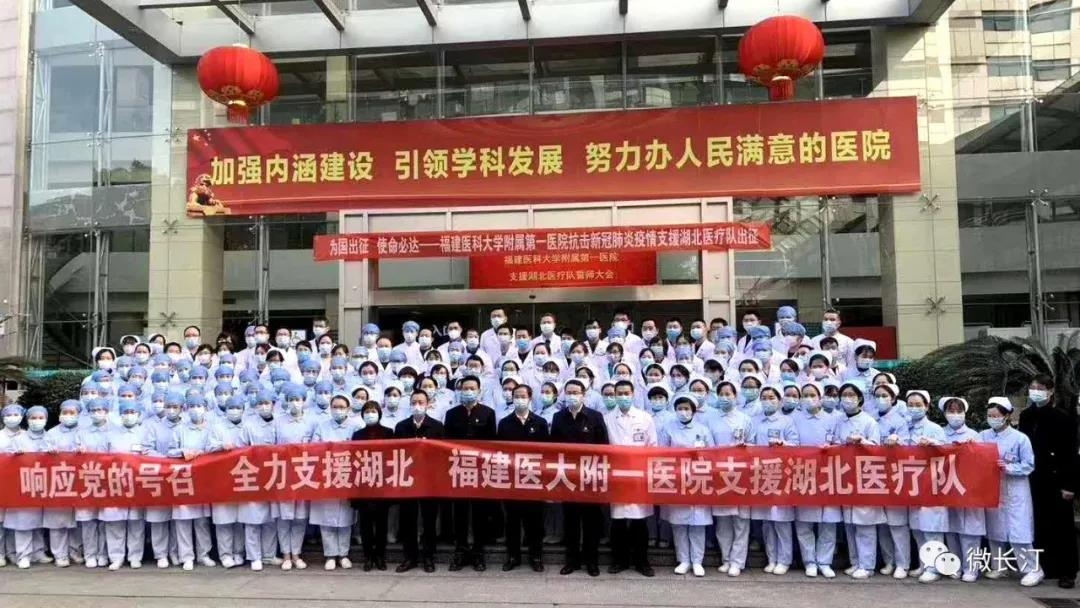 加强内涵建设 引领学科发展 努力办人民满意的医院
为国出征 使命必达——福建医科大学附属第一医院抗击新冠肺炎疫情支援湖北医疗队出征
福建医科大学附属第一医院
支援湖北医疗队誓师大会
响应党的号召 全力支援湖北 福建医大附一医院支援湖北医疗队
微长汀